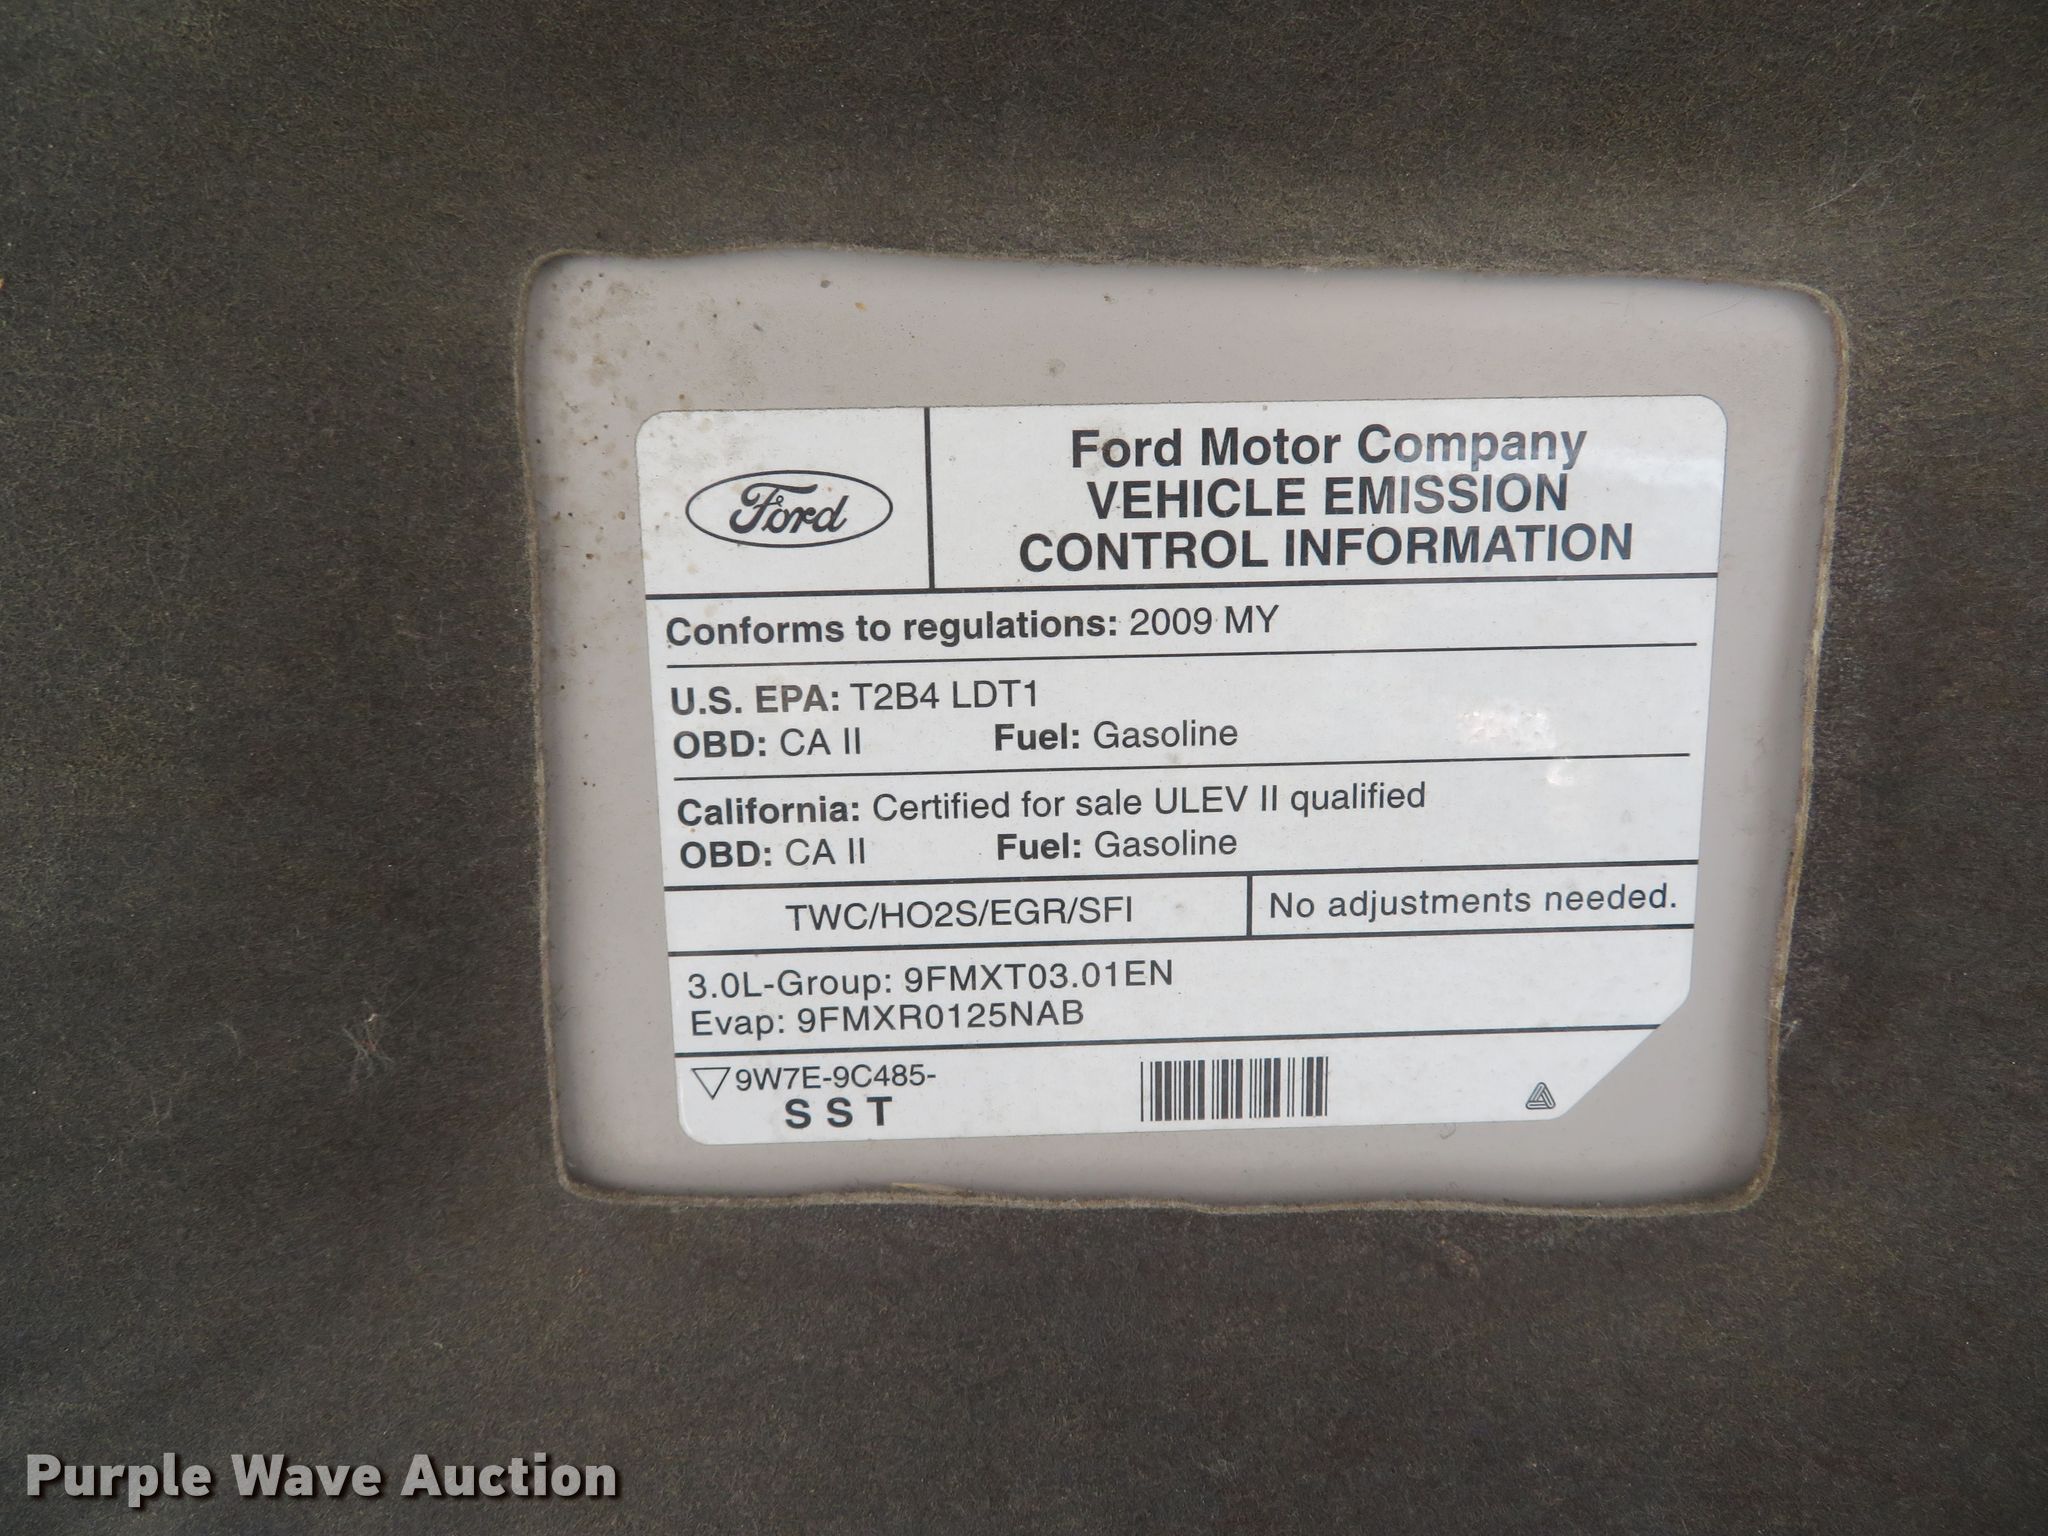 Ford
Ford Motor Company
VEHICLE EMISSION
CONTROL INFORMATION
Conforms to regulations: 2009 MY
U.S. EPA: T2B4 LDT1
OBD: CA II Fuel: Gasoline
California: Certified for sale ULEV II qualified
OBD: CA II Fuel: Gasoline
TWC/HO2S/EGR/SFI No adjustments needed.
3.0L-Group: 9FMXT03.01EN
Evap: 9FMXR0125NAB
9W7E-9C485-
S S T
Purple Wave Auction